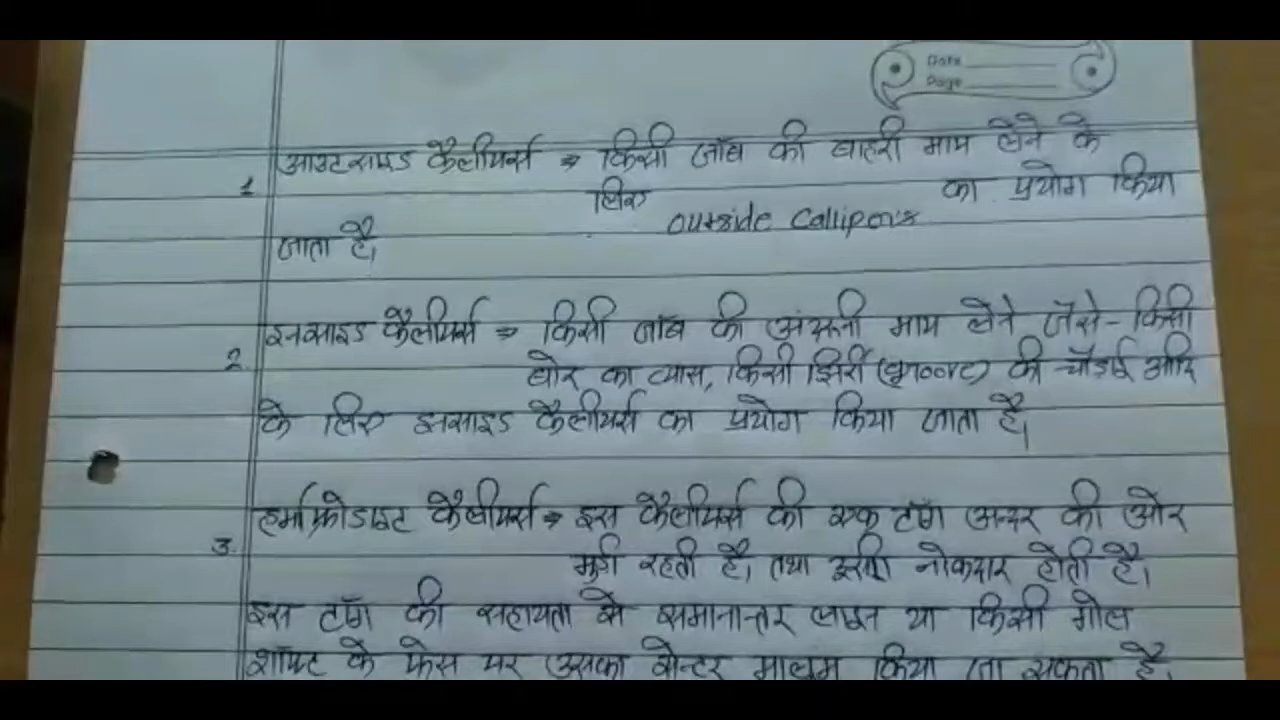 Date
Page
आउटसाइड कैलीपर्स ⇒ किसी जॉब की बाहरी माप लेने के
1 लिए outside Callipers का प्रयोग किया
जाता है।
इनसाइड कैलीपर्स ⇒ किसी जॉब की अंदरूनी माप लेने जैसे - किसी
2. बोर का व्यास, किसी झिर्री (groove) की चौड़ाई आदि
के लिए इनसाइड कैलीपर्स का प्रयोग किया जाता है।
हर्माफ्रोडाइट कैलीपर्स ⇒ इस कैलीपर्स की एक टाँग अन्दर की ओर
3. मुड़ी रहती है, तथा दूसरी नोकदार होती है।
इस टाँग की सहायता से समानान्तर लाइन या किसी गोल
शॉफ्ट के फेस पर उसका सेन्टर मालूम किया जा सकता है।